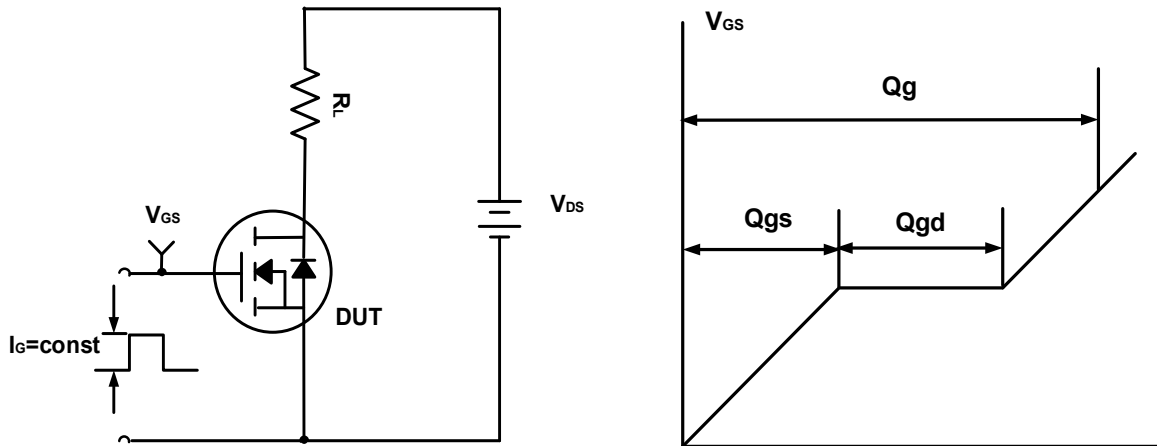 RL
VGS
VDS
DUT
IG=const
VGS
Qg
Qgs
Qgd